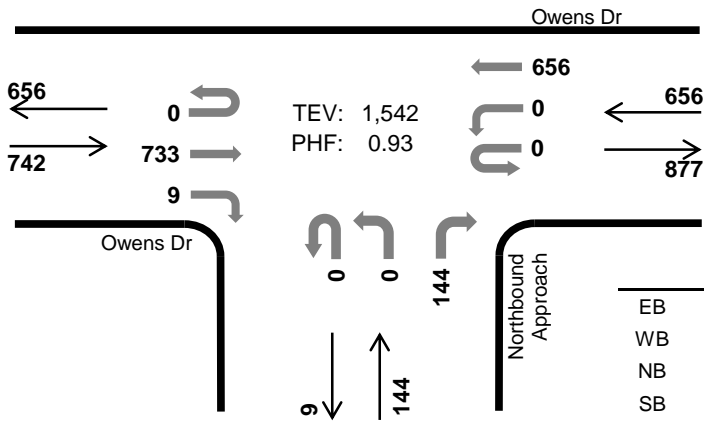 Owens Dr
656
656
0
TEV: 1,542
0
656
742
733
PHF: 0.93
0
877
9
Owens Dr
0
0
144
Northbound
Approach
EB
WB
NB
SB
9
144